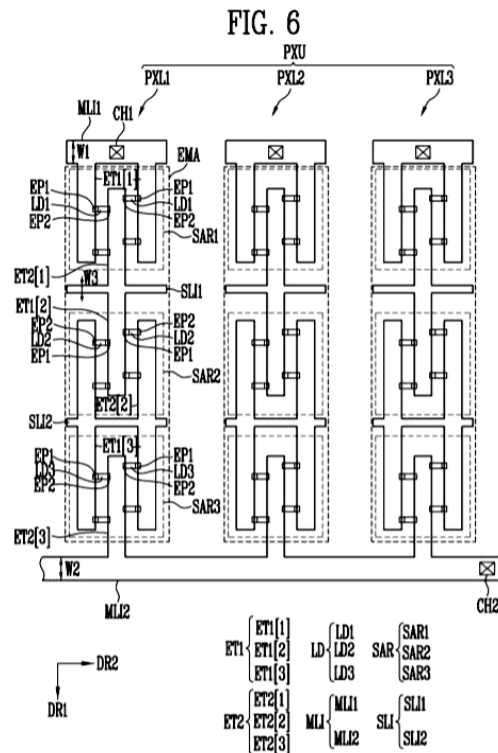 FIG. 6
PXU
PXL1 PXL2 PXL3
MLI1 CH1
W1 EMA
ET1[1]
EP1 EP1
LD1 LD1
EP2 EP2
SAR1
ET2[1] W3
ET1[2] SLI1
EP2 EP2
LD2 LD2
EP1 EP1
SAR2
ET2[2]
SLI2
ET1[3]
EP1 EP1
LD3 LD3
EP2 EP2
SAR3
ET2[3]
W2
MLI2 CH2
ET1 { ET1[1] ET1[2] ET1[3]
LD { LD1 LD2 LD3
SAR { SAR1 SAR2 SAR3
DR2
DR1
ET2 { ET2[1] ET2[2] ET2[3]
MLI { MLI1 MLI2
SLI { SLI1 SLI2